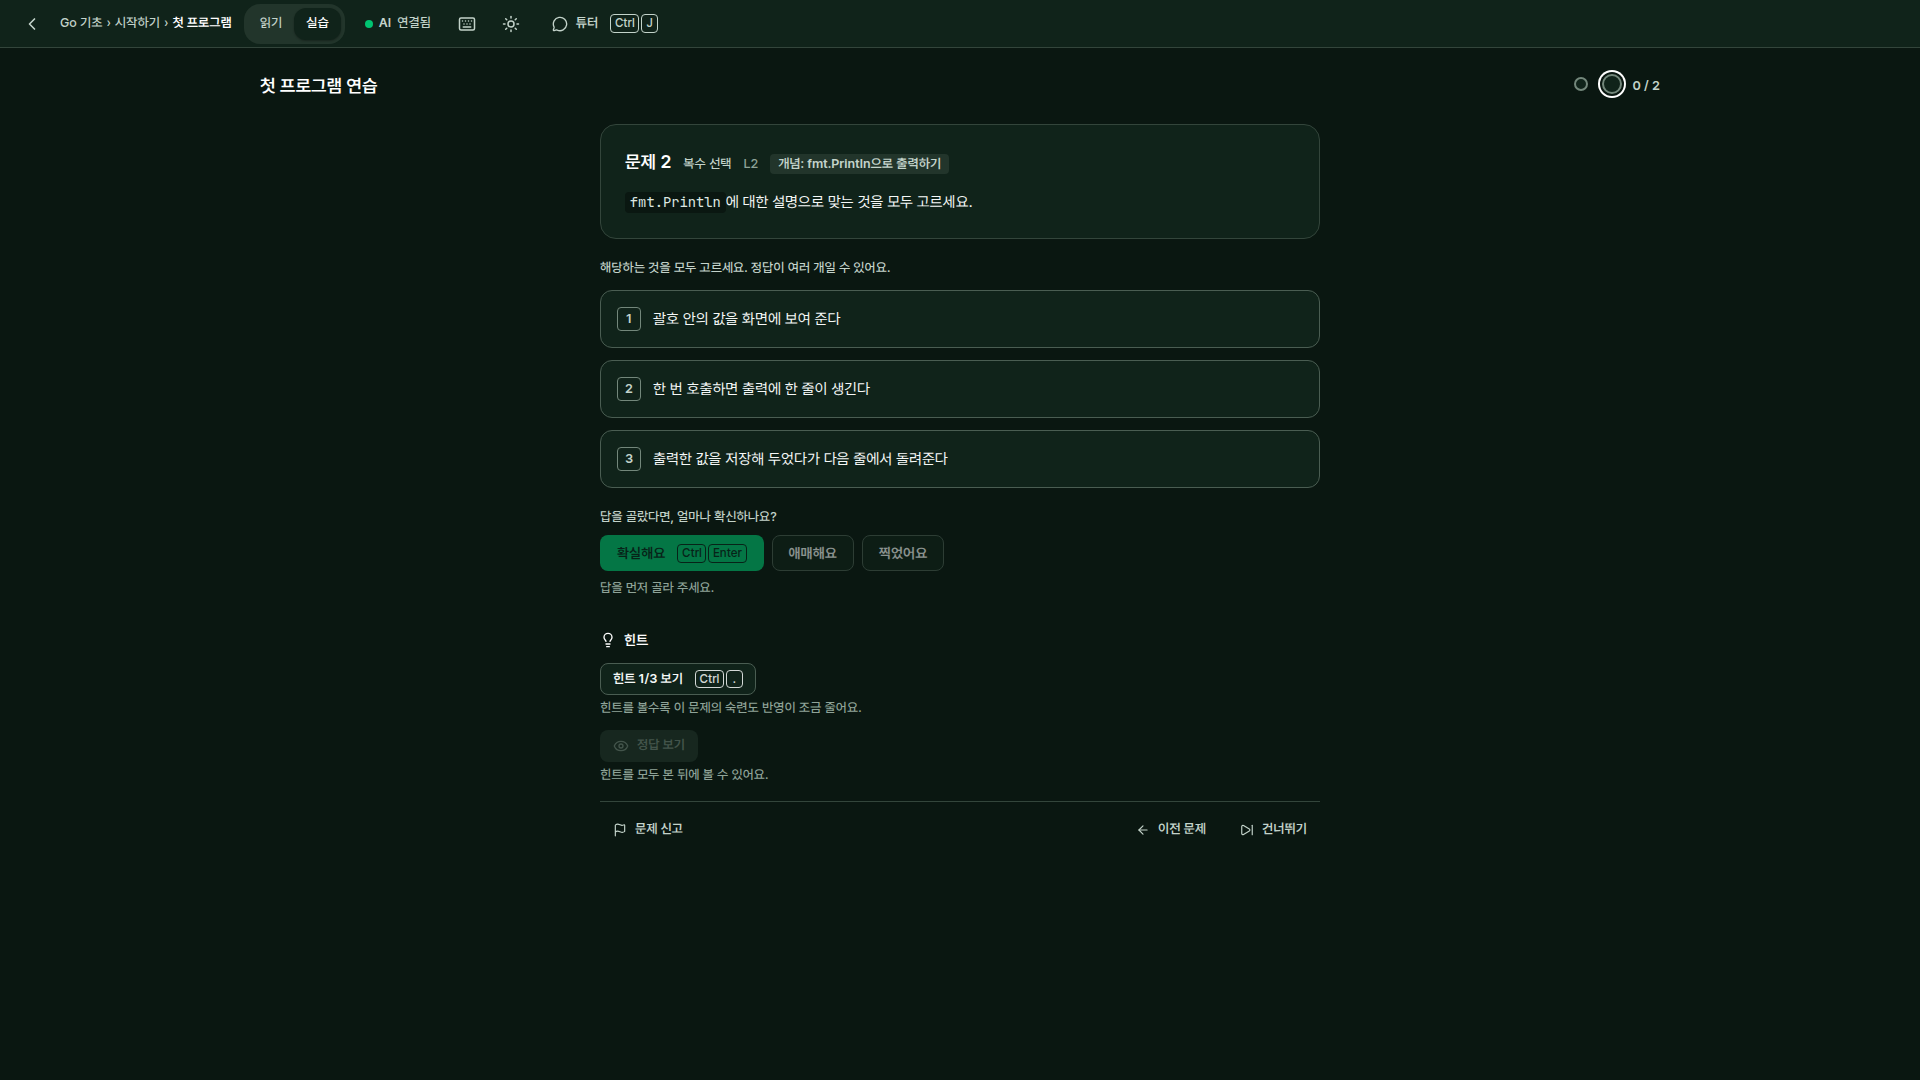 Go 기초 › 시작하기 › 첫 프로그램 읽기 실습 AI 연결됨 튜터 Ctrl J
첫 프로그램 연습 0 / 2
문제 2 복수 선택 L2 개념: fmt.Println으로 출력하기
fmt.Println에 대한 설명으로 맞는 것을 모두 고르세요.
해당하는 것을 모두 고르세요. 정답이 여러 개일 수 있어요.
1 괄호 안의 값을 화면에 보여 준다
2 한 번 호출하면 출력에 한 줄이 생긴다
3 출력한 값을 저장해 두었다가 다음 줄에서 돌려준다
답을 골랐다면, 얼마나 확신하나요?
확실해요 Ctrl Enter 애매해요 찍었어요
답을 먼저 골라 주세요.
힌트
힌트 1/3 보기 Ctrl .
힌트를 볼수록 이 문제의 숙련도 반영이 조금 줄어요.
정답 보기
힌트를 모두 본 뒤에 볼 수 있어요.
문제 신고 이전 문제 건너뛰기